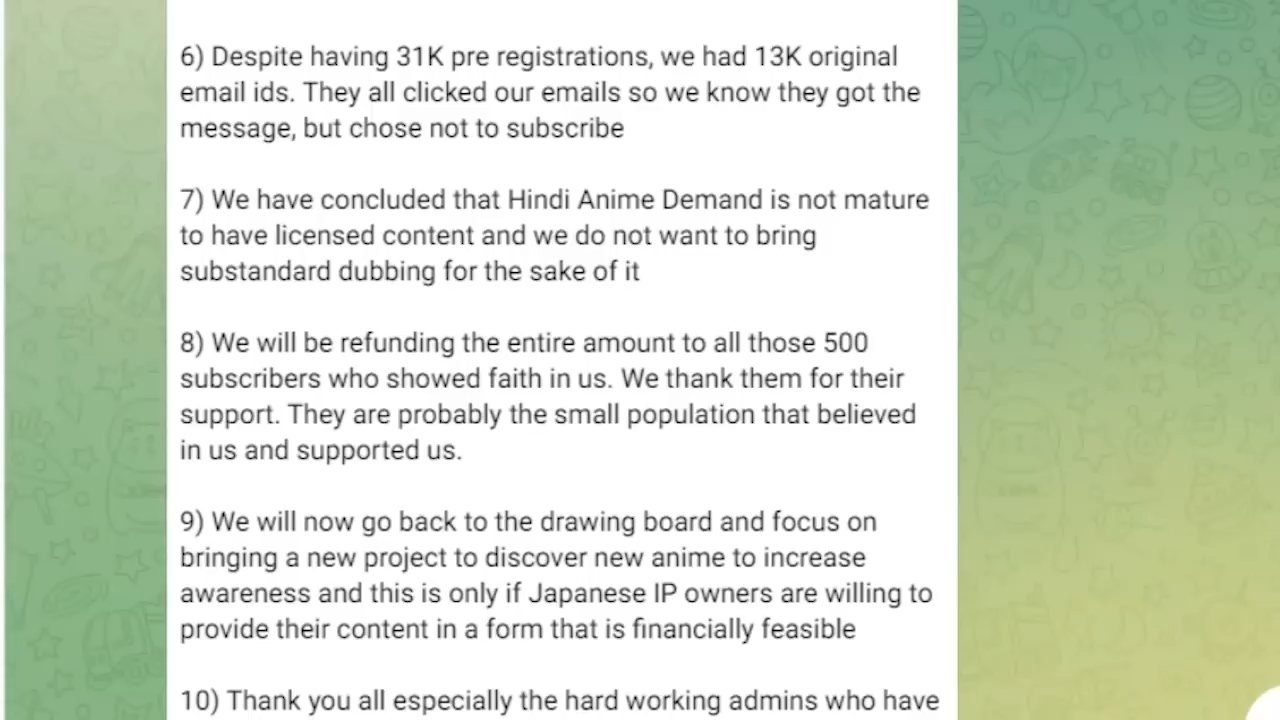 6) Despite having 31K pre registrations, we had 13K original
email ids. They all clicked our emails so we know they got the
message, but chose not to subscribe
7) We have concluded that Hindi Anime Demand is not mature
to have licensed content and we do not want to bring
substandard dubbing for the sake of it
8) We will be refunding the entire amount to all those 500
subscribers who showed faith in us. We thank them for their
support. They are probably the small population that believed
in us and supported us.
9) We will now go back to the drawing board and focus on
bringing a new project to discover new anime to increase
awareness and this is only if Japanese IP owners are willing to
provide their content in a form that is financially feasible
10) Thank you all especially the hard working admins who have